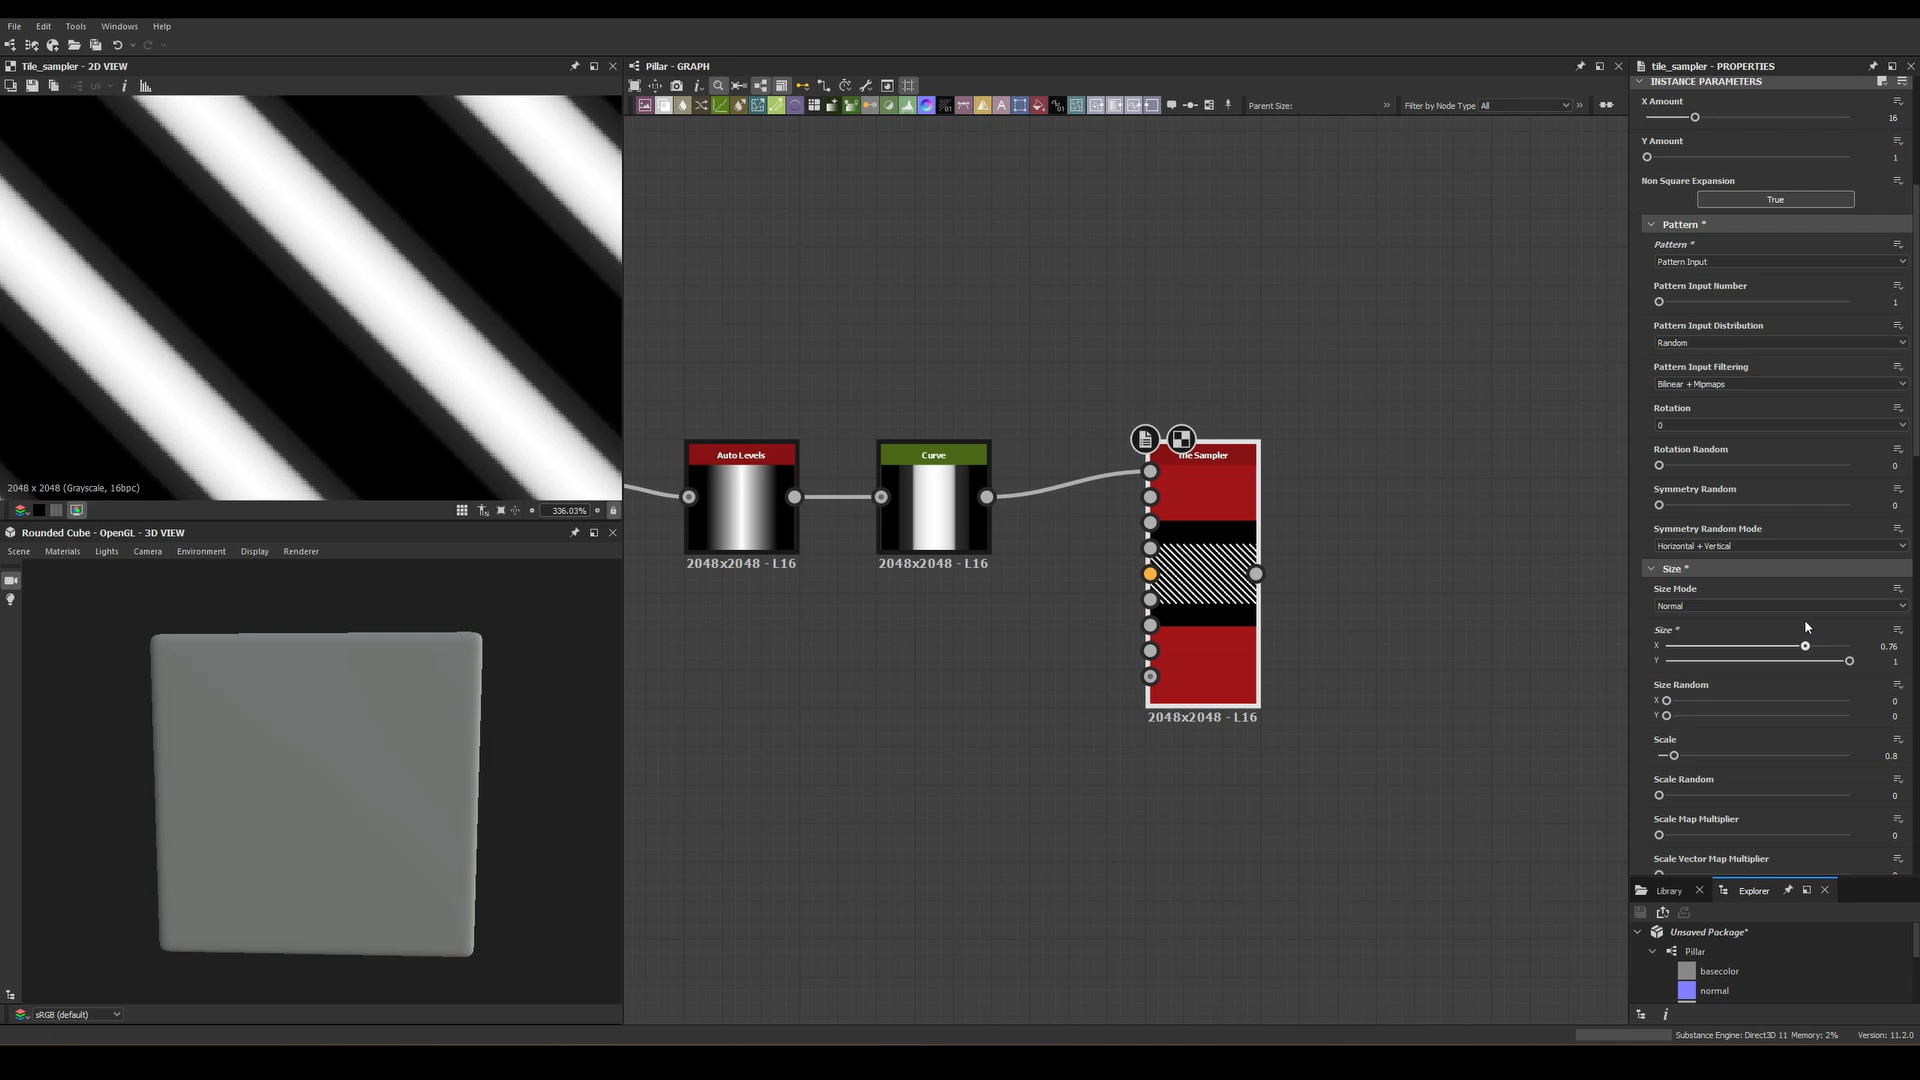 File Edit Tools Windows Help
Tile_sampler - 2D VIEW
UV
2048 x 2048 (Grayscale, 16bpc)
336.03%
Rounded Cube - OpenGL - 3D VIEW
Scene Materials Lights Camera Environment Display Renderer
sRGB (default)
Pillar - GRAPH
Parent Size:
Filter by Node Type All
Auto Levels
2048x2048 - L16
Curve
2048x2048 - L16
Tile Sampler
2048x2048 - L16
tile_sampler - PROPERTIES
INSTANCE PARAMETERS
X Amount
16
Y Amount
1
Non Square Expansion
True
Pattern *
Pattern *
Pattern Input
Pattern Input Number
1
Pattern Input Distribution
Random
Pattern Input Filtering
Bilinear + Mipmaps
Rotation
0
Rotation Random
0
Symmetry Random
0
Symmetry Random Mode
Horizontal + Vertical
Size *
Size Mode
Normal
Size *
X 0.76
Y 1
Size Random
X 0
Y 0
Scale
0.8
Scale Random
0
Scale Map Multiplier
0
Scale Vector Map Multiplier
Library Explorer
Unsaved Package*
Pillar
basecolor
normal
Substance Engine: Direct3D 11 Memory: 2% Version: 11.2.0